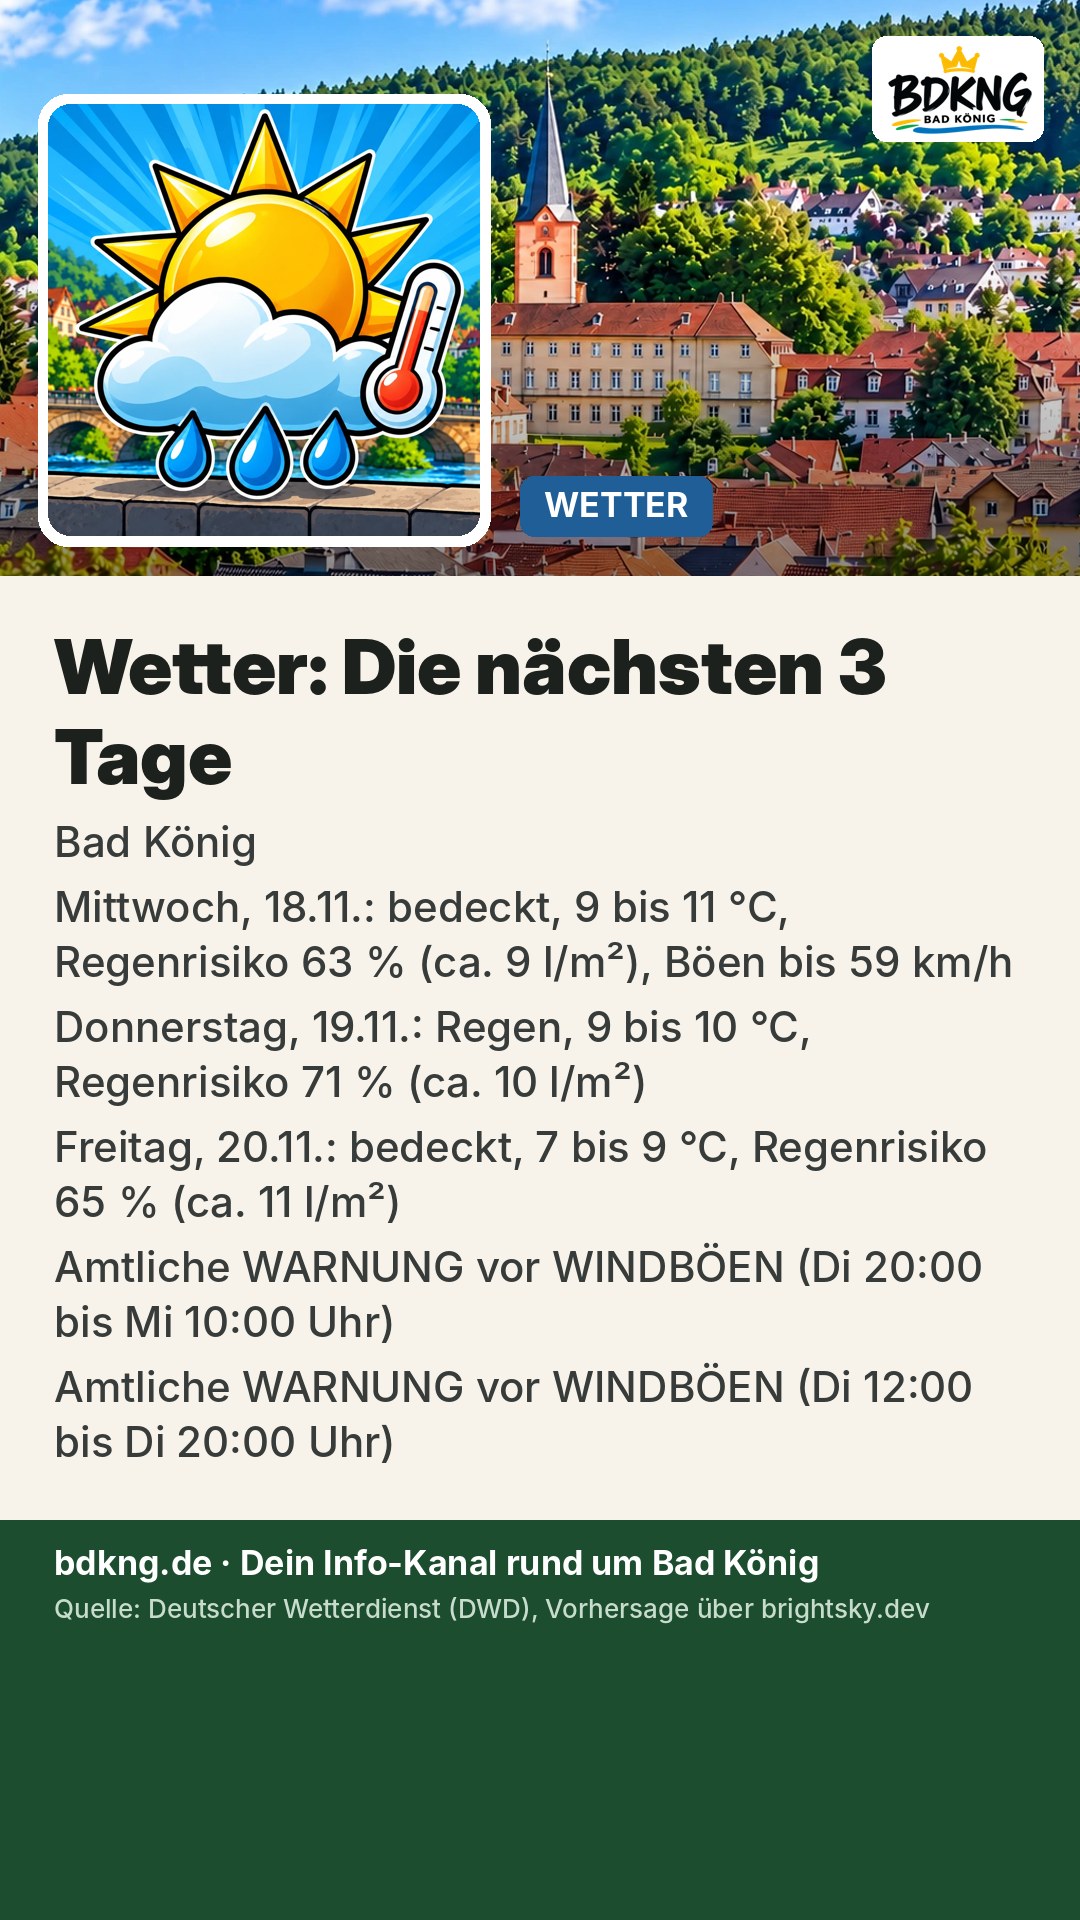 BDKNG
BAD KÖNIG
WETTER
Wetter: Die nächsten 3
Tage
Bad König
Mittwoch, 18.11.: bedeckt, 9 bis 11 °C,
Regenrisiko 63 % (ca. 9 l/m²), Böen bis 59 km/h
Donnerstag, 19.11.: Regen, 9 bis 10 °C,
Regenrisiko 71 % (ca. 10 l/m²)
Freitag, 20.11.: bedeckt, 7 bis 9 °C, Regenrisiko
65 % (ca. 11 l/m²)
Amtliche WARNUNG vor WINDBÖEN (Di 20:00
bis Mi 10:00 Uhr)
Amtliche WARNUNG vor WINDBÖEN (Di 12:00
bis Di 20:00 Uhr)
bdkng.de · Dein Info-Kanal rund um Bad König
Quelle: Deutscher Wetterdienst (DWD), Vorhersage über brightsky.dev